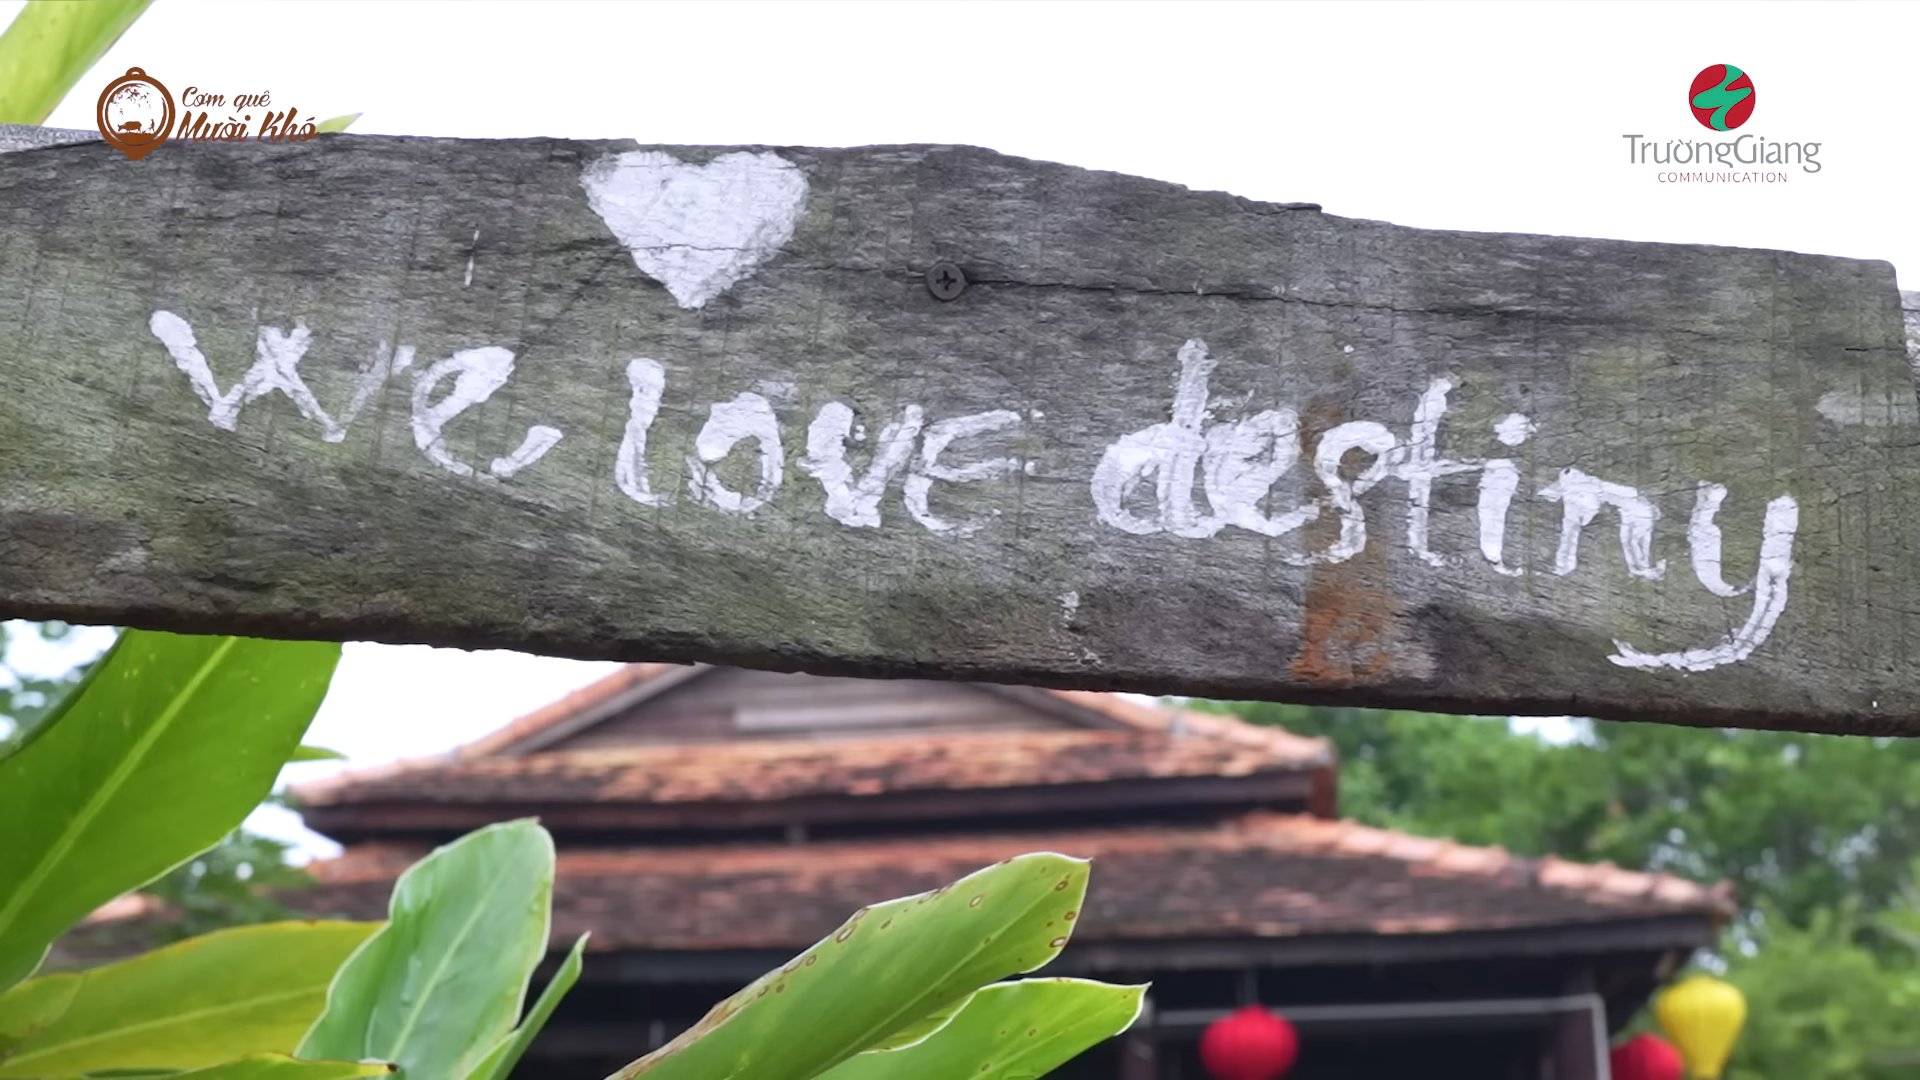 Cơm quê
Mười Khó
TrườngGiang
COMMUNICATION
we love destiny